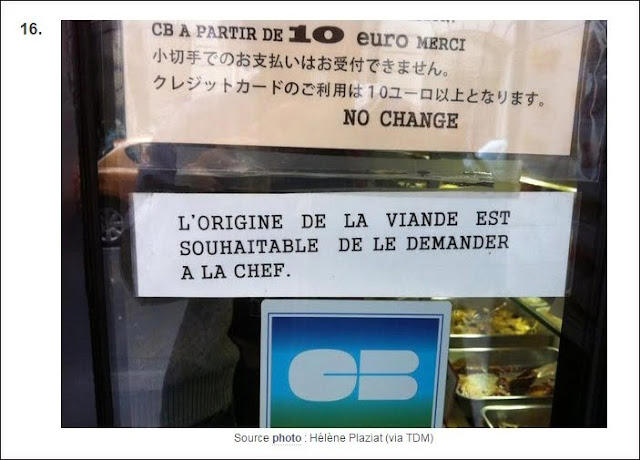 16.
CB A PARTIR DE 10 euro MERCI
小切手でのお支払いはお受付できません。
クレジットカードのご利用は10ユーロ以上となります。
NO CHANGE
L'ORIGINE DE LA VIANDE EST
SOUHAITABLE DE LE DEMANDER
A LA CHEF.
CB
Source photo : Hélène Plaziat (via TDM)